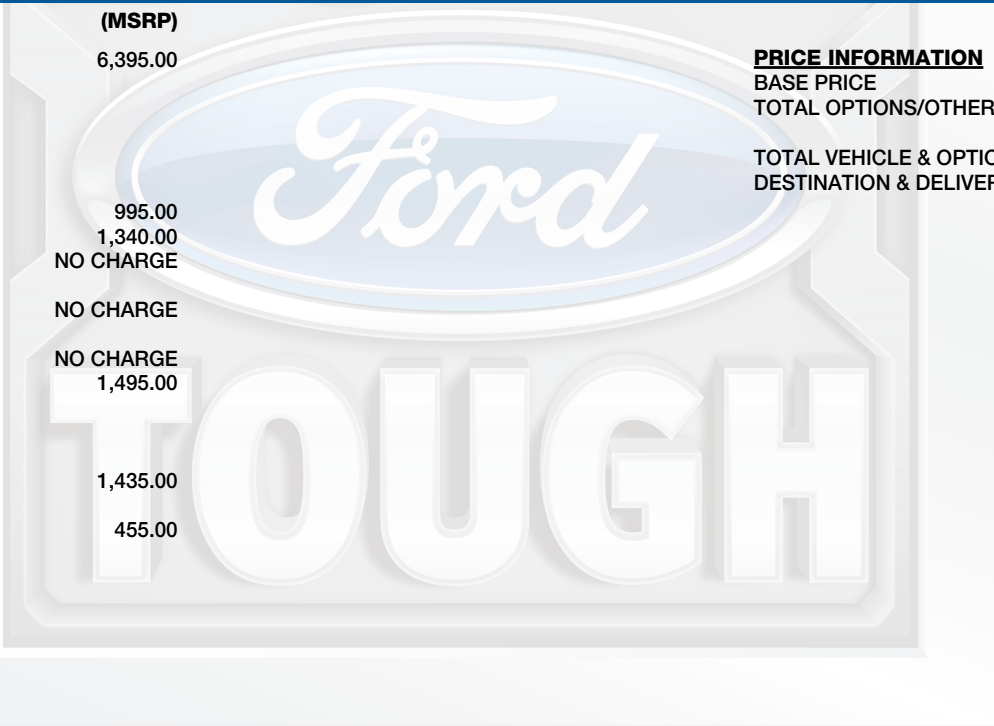 (MSRP)
6,395.00
995.00
1,340.00
NO CHARGE
NO CHARGE
NO CHARGE
1,495.00
1,435.00
455.00
PRICE INFORMATION
BASE PRICE
TOTAL OPTIONS/OTHER
TOTAL VEHICLE & OPTIO
DESTINATION & DELIVER
Ford
TOUGH